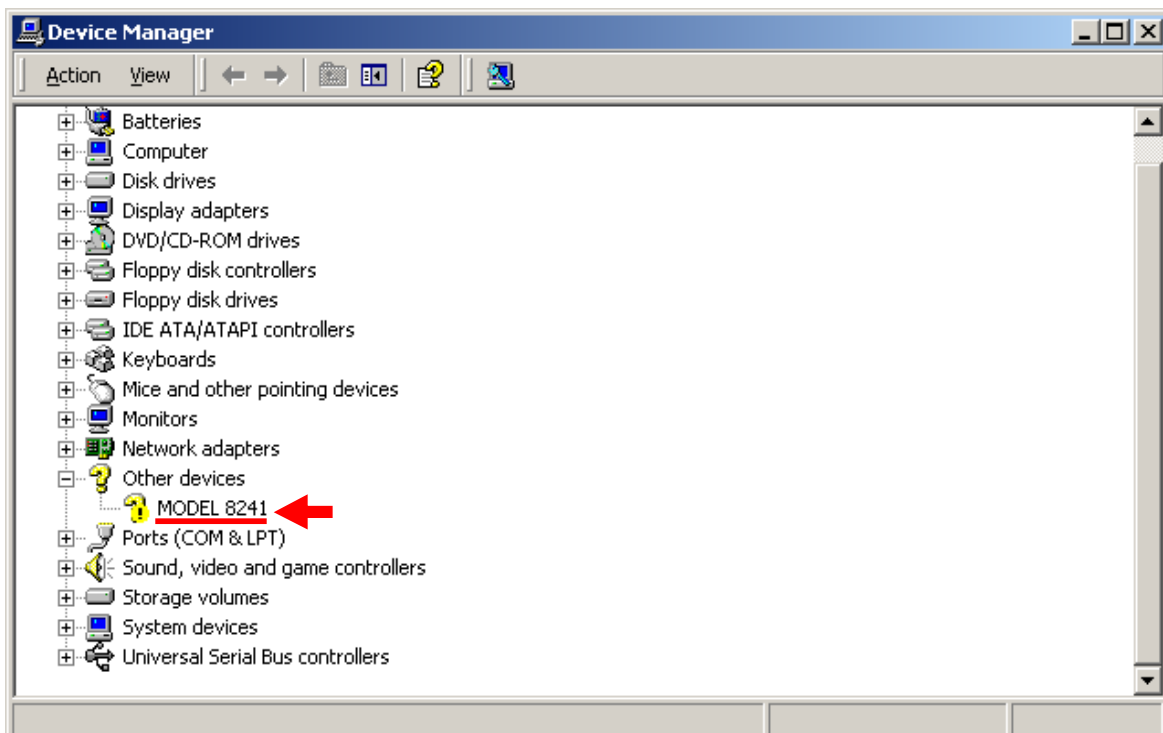 Device Manager
Action View
Batteries
Computer
Disk drives
Display adapters
DVD/CD-ROM drives
Floppy disk controllers
Floppy disk drives
IDE ATA/ATAPI controllers
Keyboards
Mice and other pointing devices
Monitors
Network adapters
Other devices
MODEL 8241
Ports (COM & LPT)
Sound, video and game controllers
Storage volumes
System devices
Universal Serial Bus controllers